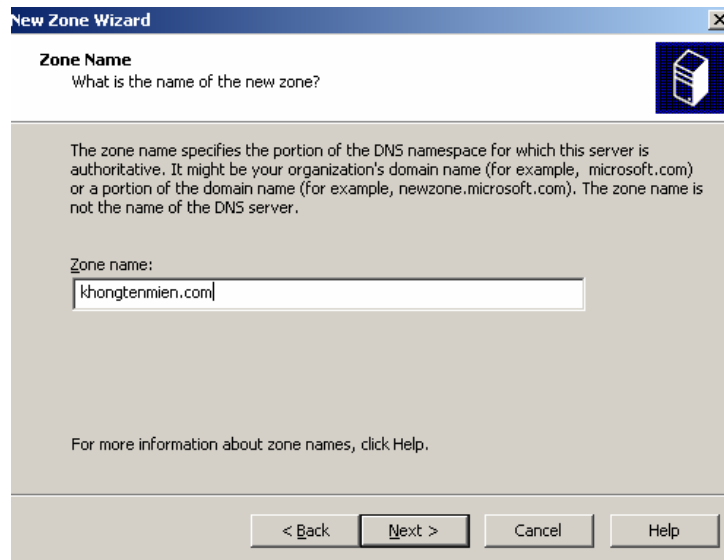 New Zone Wizard
Zone Name
What is the name of the new zone?
The zone name specifies the portion of the DNS namespace for which this server is
authoritative. It might be your organization's domain name (for example, microsoft.com)
or a portion of the domain name (for example, newzone.microsoft.com). The zone name is
not the name of the DNS server.
Zone name:
khongtenmien.com
For more information about zone names, click Help.
< Back Next > Cancel Help